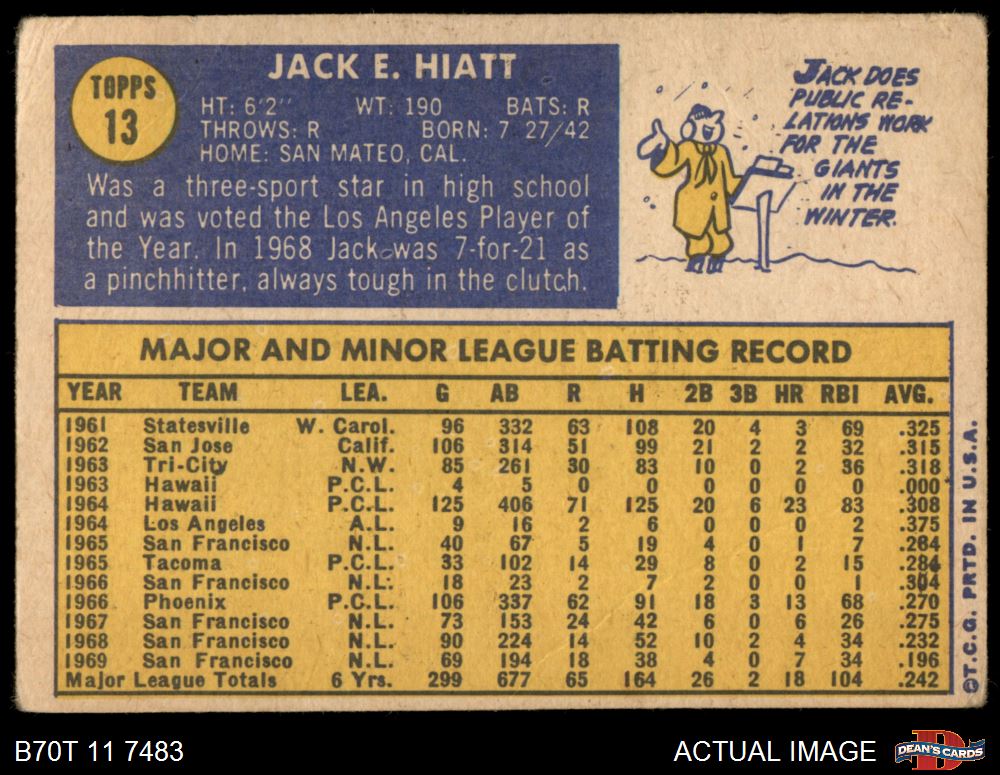 TOPPS
13
JACK E. HIATT
HT: 6'2" WT: 190 BATS: R
THROWS: R BORN: 7 27/42
HOME: SAN MATEO, CAL.
Was a three-sport star in high school
and was voted the Los Angeles Player of
the Year. In 1968 Jack was 7-for-21 as
a pinchhitter, always tough in the clutch.
JACK DOES
PUBLIC RE-
LATIONS WORK
FOR THE
GIANTS
IN THE
WINTER.
MAJOR AND MINOR LEAGUE BATTING RECORD
YEAR TEAM LEA. G AB R H 2B 3B HR RBI AVG.
1961 Statesville W. Carol. 96 332 63 108 20 4 3 69 .325
1962 San Jose Calif. 106 314 51 99 21 2 2 32 .315
1963 Tri-City N.W. 85 261 30 83 10 0 2 36 .318
1963 Hawaii P.C.L. 4 5 0 0 0 0 0 0 .000
1964 Hawaii P.C.L. 125 406 71 125 20 6 23 83 .308
1964 Los Angeles A.L. 9 16 2 6 0 0 0 2 .375
1965 San Francisco N.L. 40 67 5 19 4 0 1 7 .284
1965 Tacoma P.C.L. 33 102 14 29 8 0 2 15 .284
1966 San Francisco N.L. 18 23 2 7 2 0 0 1 .304
1966 Phoenix P.C.L. 106 337 62 91 18 3 13 68 .270
1967 San Francisco N.L. 73 153 24 42 6 0 6 26 .275
1968 San Francisco N.L. 90 224 14 52 10 2 4 34 .232
1969 San Francisco N.L. 69 194 18 38 4 0 7 34 .196
Major League Totals 6 Yrs. 299 677 65 164 26 2 18 104 .242
©T.C.G. PRTD. IN U.S.A.
B70T 11 7483
ACTUAL IMAGE
DEAN'S CARDS